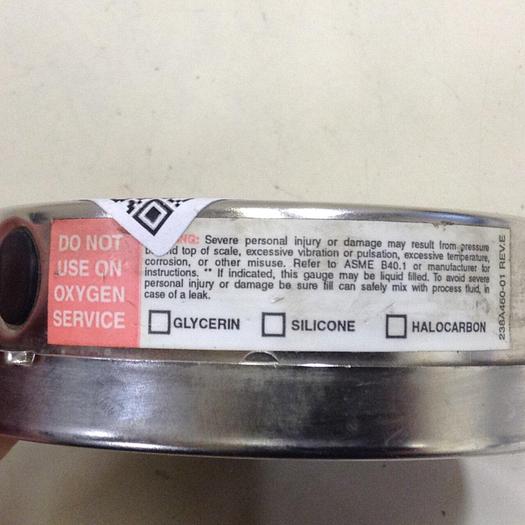 DO NOT
USE ON
OXYGEN
SERVICE
NG: Severe personal injury or damage may result from pressure
d top of scale, excessive vibration or pulsation, excessive temperature,
corrosion, or other misuse. Refer to ASME B40.1 or manufacturer for
instructions. ** If indicated, this gauge may be liquid filled. To avoid severe
personal injury or damage be sure fill can safely mix with process fluid, in
case of a leak.
GLYCERIN SILICONE HALOCARBON
238A460-01 REV.E